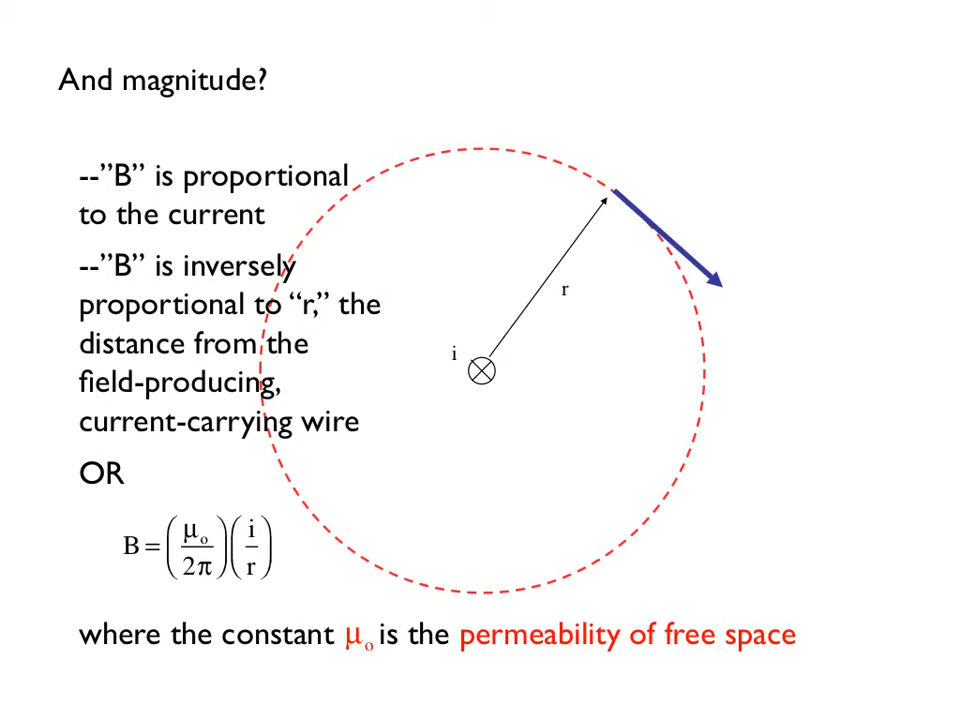 And magnitude?
--”B” is proportional
to the current
--”B” is inversely
proportional to “r,” the
distance from the
field-producing,
current-carrying wire
OR
B = (μₒ/2π)(i/r)
where the constant μₒ is the permeability of free space
r
i